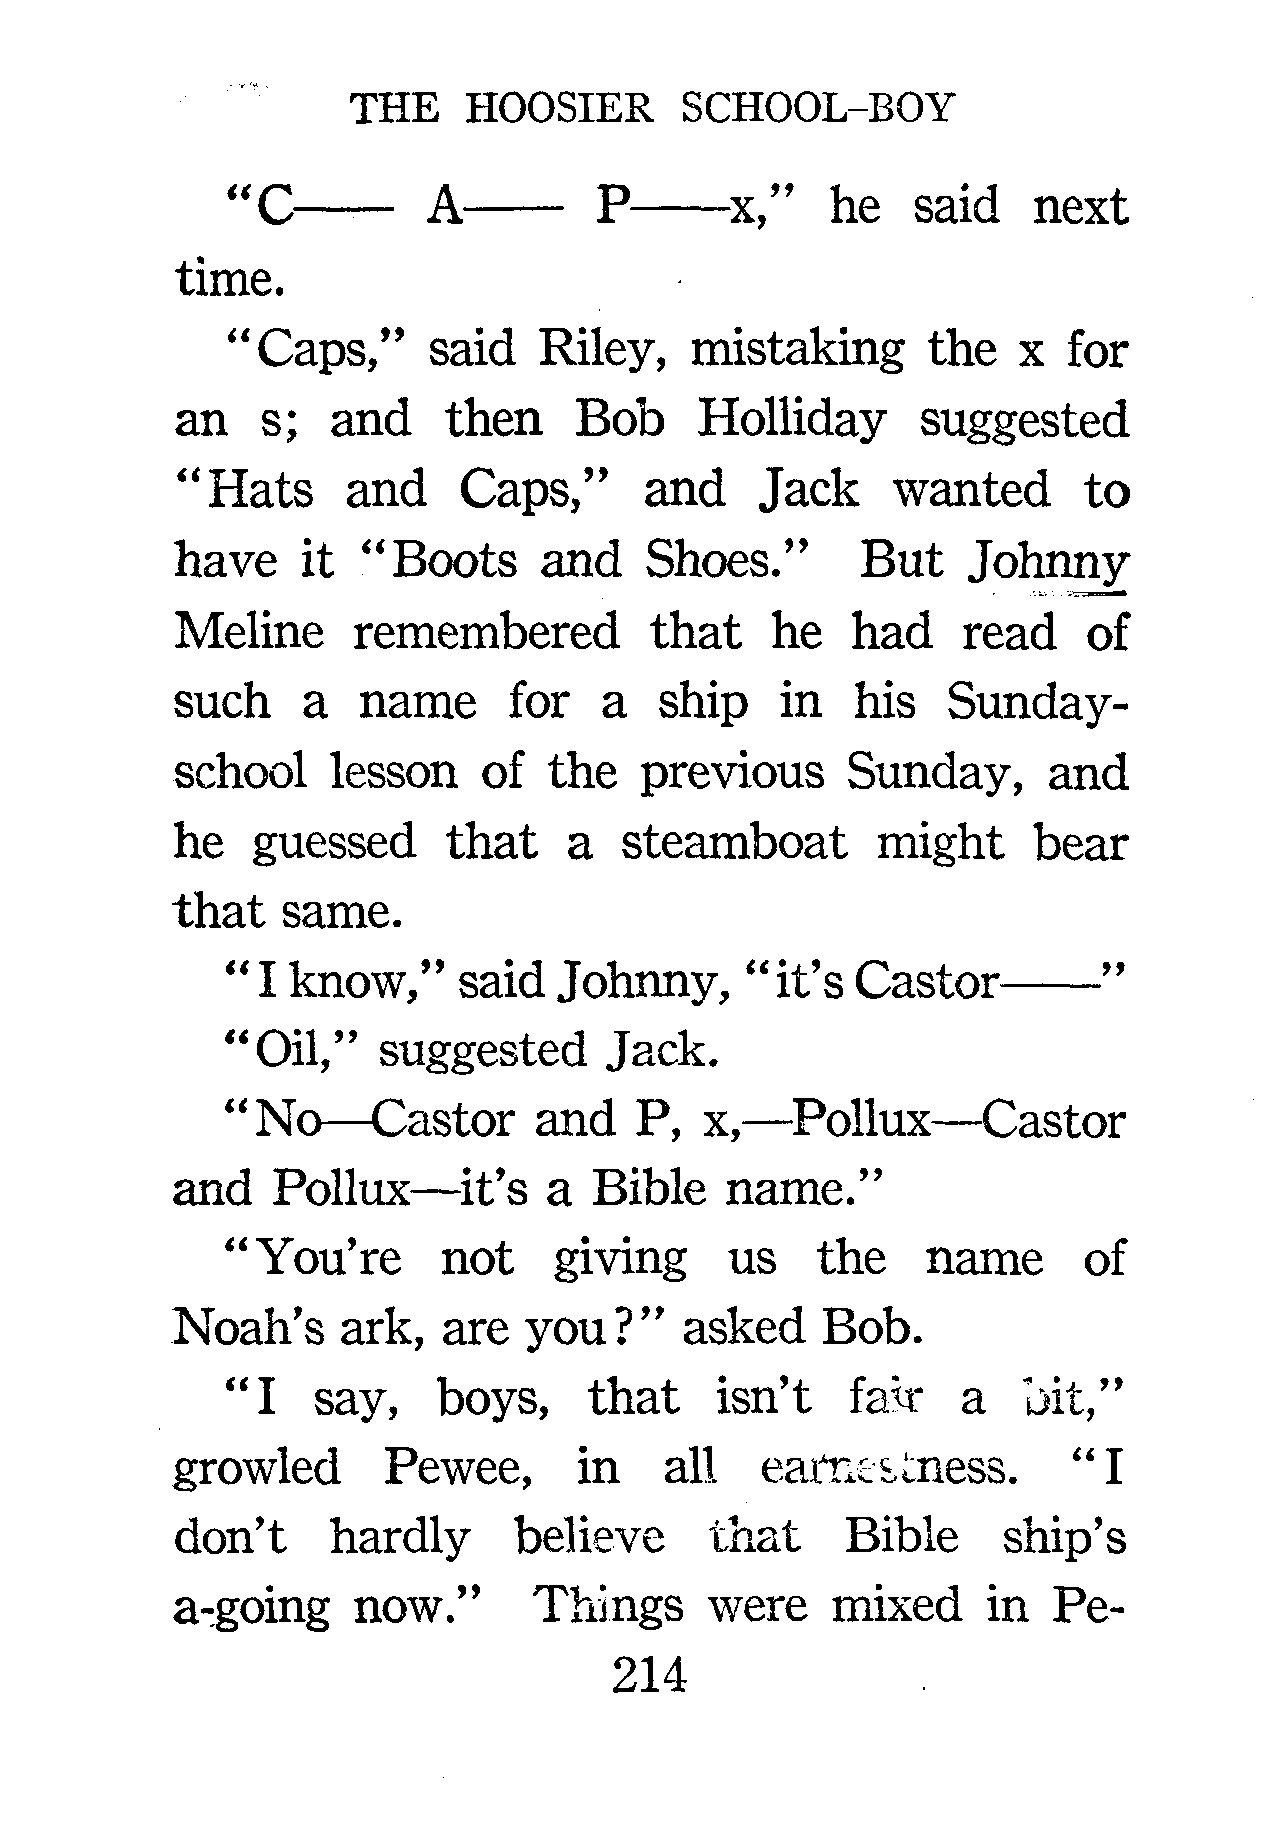 THE HOOSIER SCHOOL-BOY
“C—— A—— P——x,” he said next
time.
“Caps,” said Riley, mistaking the x for
an s; and then Bob Holliday suggested
“Hats and Caps,” and Jack wanted to
have it “Boots and Shoes.” But Johnny
Meline remembered that he had read of
such a name for a ship in his Sunday-
school lesson of the previous Sunday, and
he guessed that a steamboat might bear
that same.
“I know,” said Johnny, “it’s Castor——”
“Oil,” suggested Jack.
“No—Castor and P, x,—Pollux—Castor
and Pollux—it’s a Bible name.”
“You’re not giving us the name of
Noah’s ark, are you?” asked Bob.
“I say, boys, that isn’t fair a bit,”
growled Pewee, in all earnestness. “I
don’t hardly believe that Bible ship’s
a-going now.” Things were mixed in Pe-
214